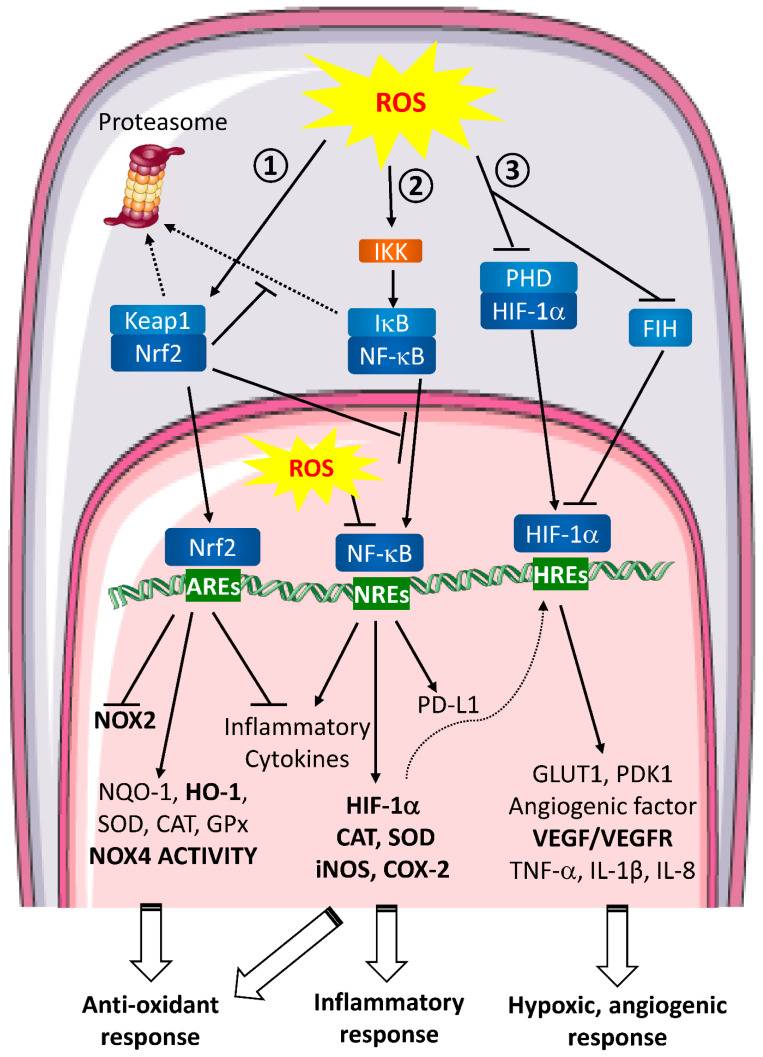 ROS
Proteasome
①
②
③
IKK
PHD
HIF-1α
Keap1
Nrf2
IκB
NF-κB
FIH
ROS
Nrf2
NF-κB
HIF-1α
AREs
NREs
HREs
NOX2
Inflammatory
Cytokines
PD-L1
NQO-1, HO-1,
SOD, CAT, GPx
NOX4 ACTIVITY
HIF-1α
CAT, SOD
iNOS, COX-2
GLUT1, PDK1
Angiogenic factor
VEGF/VEGFR
TNF-α, IL-1β, IL-8
Anti-oxidant
response
Inflammatory
response
Hypoxic, angiogenic
response